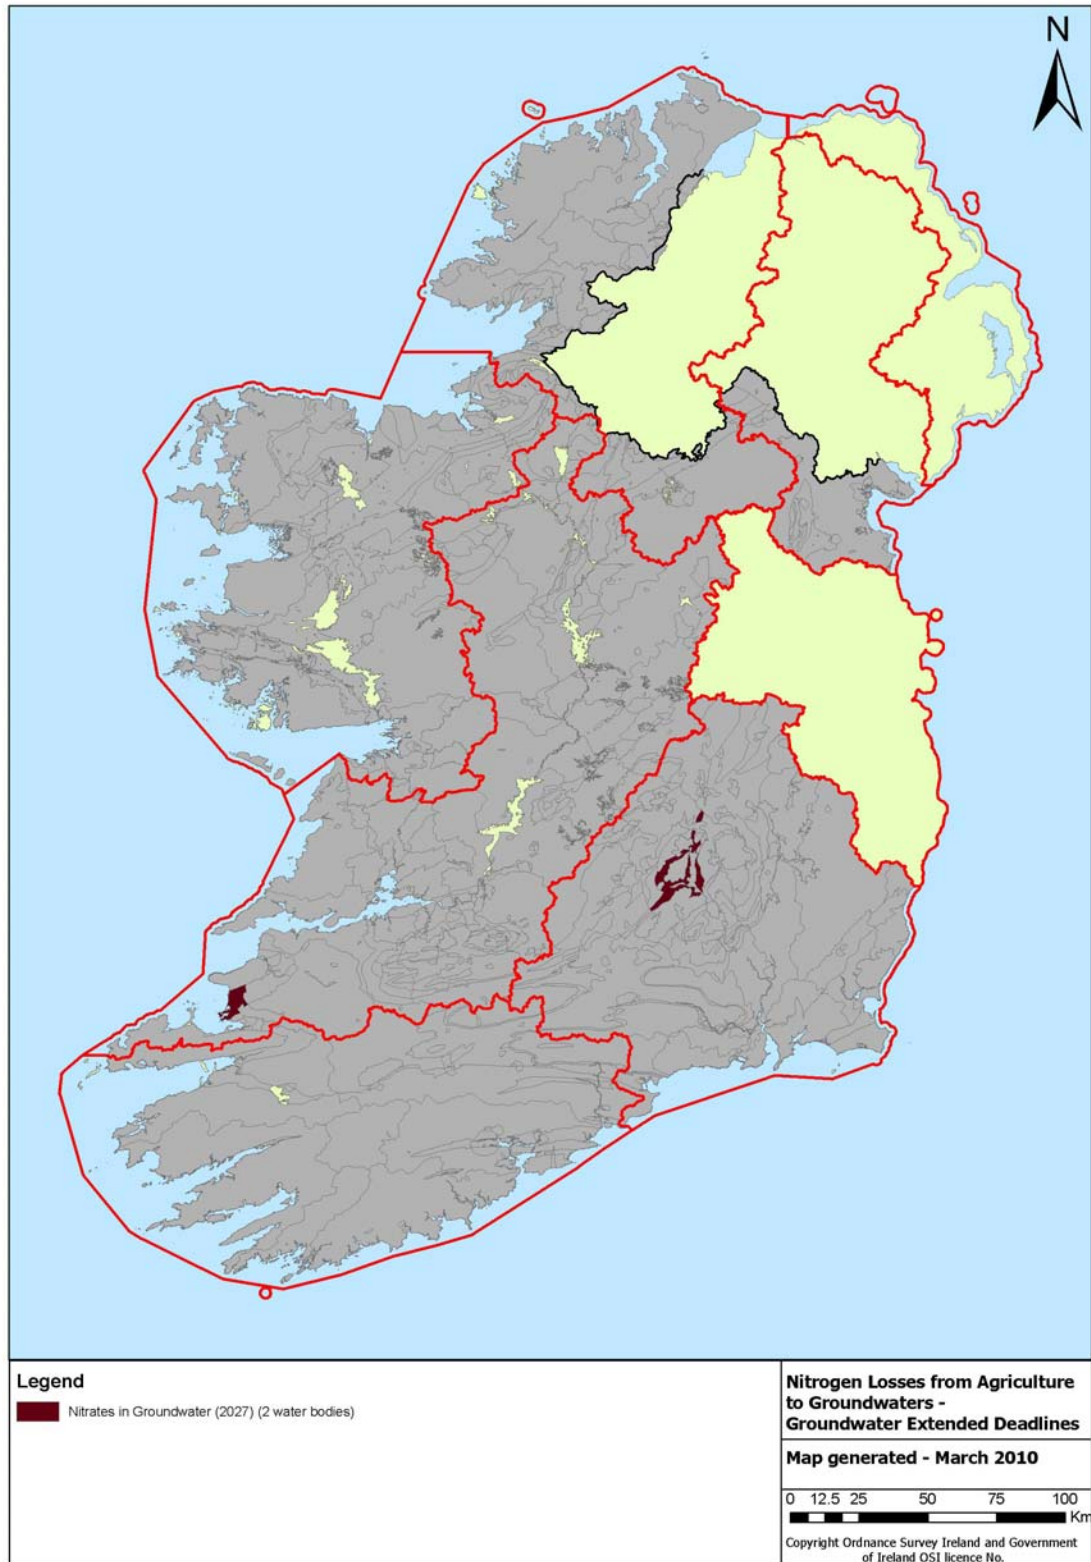 N
Legend
Nitrates in Groundwater (2027) (2 water bodies)
Nitrogen Losses from Agriculture
to Groundwaters -
Groundwater Extended Deadlines
Map generated - March 2010
0 12.5 25 50 75 100
Km
Copyright Ordnance Survey Ireland and Government
of Ireland OSI licence No.